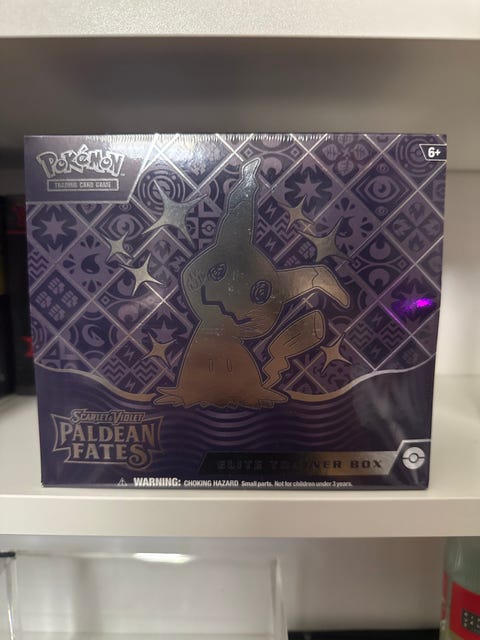 POKéMON
TRADING CARD GAME
6+
SCARLET & VIOLET
PALDEAN
FATES
ELITE TRAINER BOX
WARNING: CHOKING HAZARD Small parts. Not for children under 3 years.